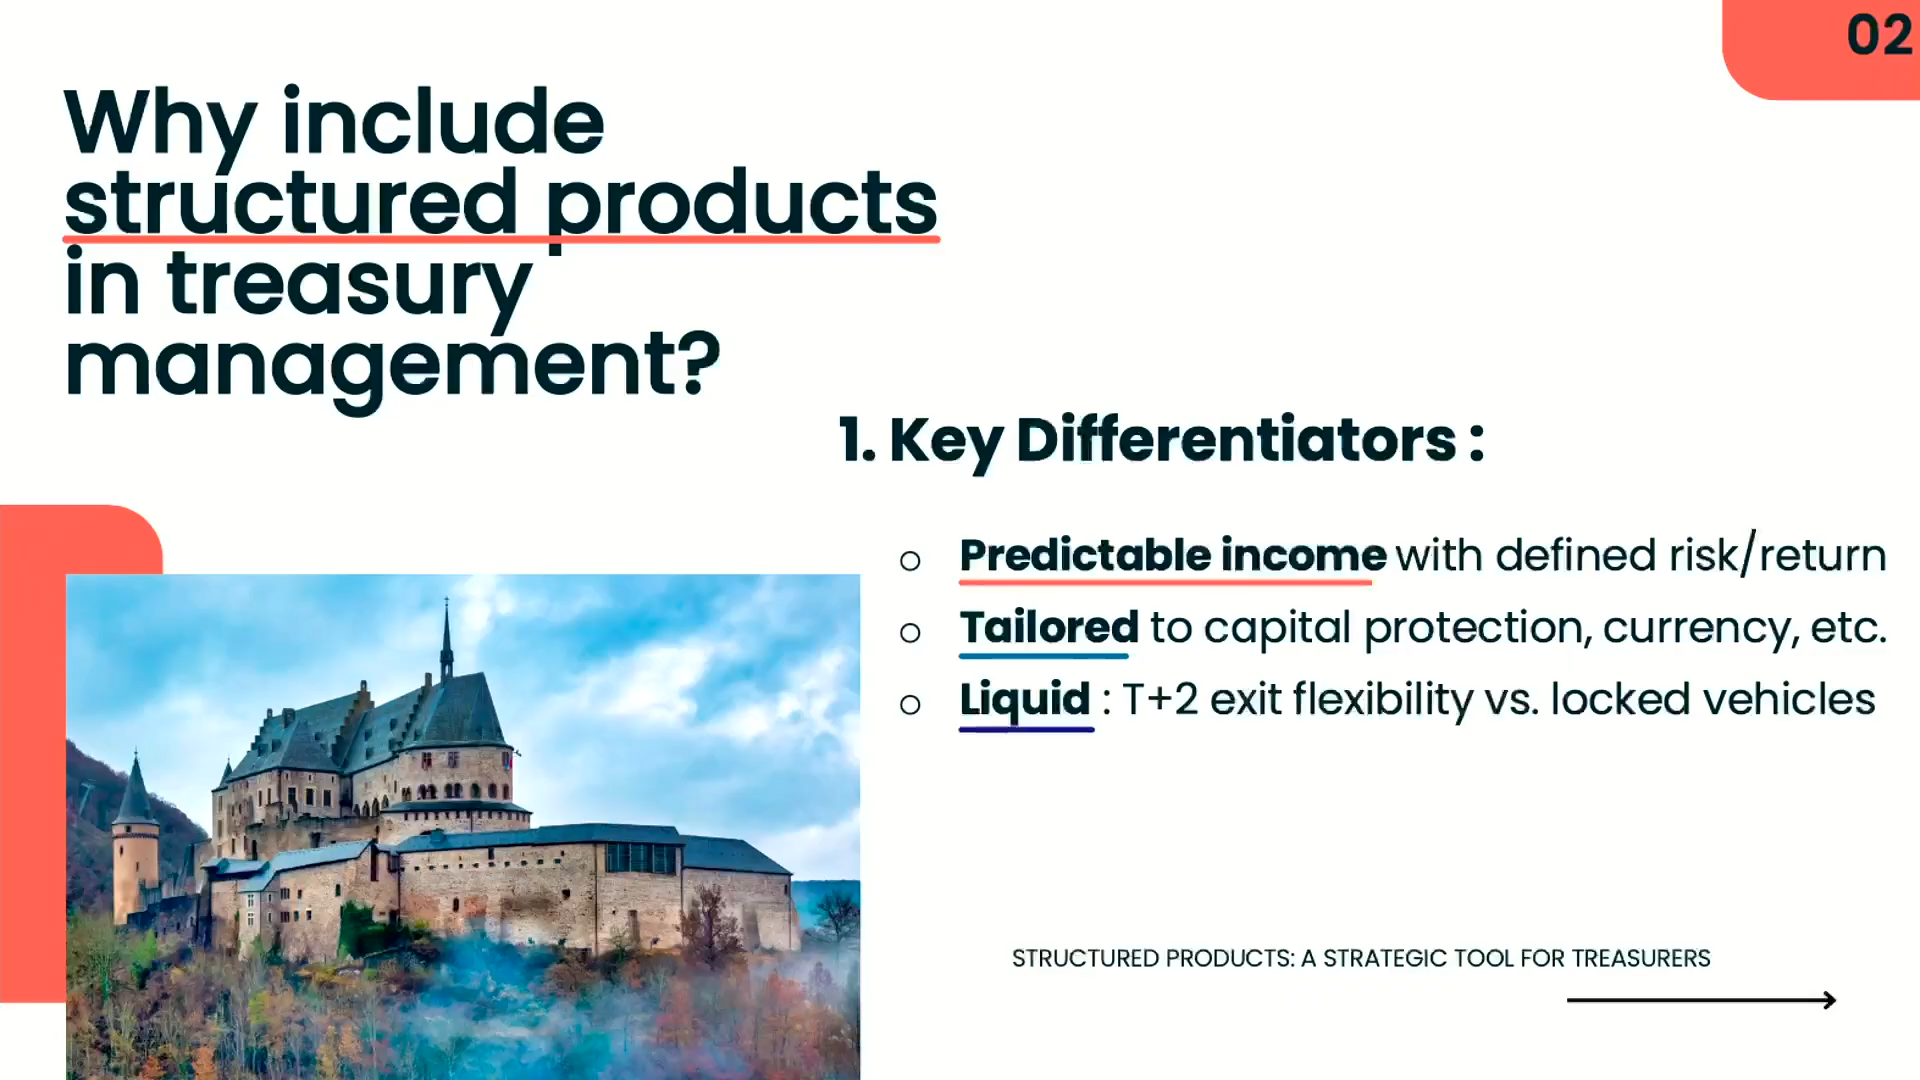 02
Why include
structured products
in treasury
management?
1. Key Differentiators :
Predictable income with defined risk/return
Tailored to capital protection, currency, etc.
Liquid : T+2 exit flexibility vs. locked vehicles
STRUCTURED PRODUCTS: A STRATEGIC TOOL FOR TREASURERS